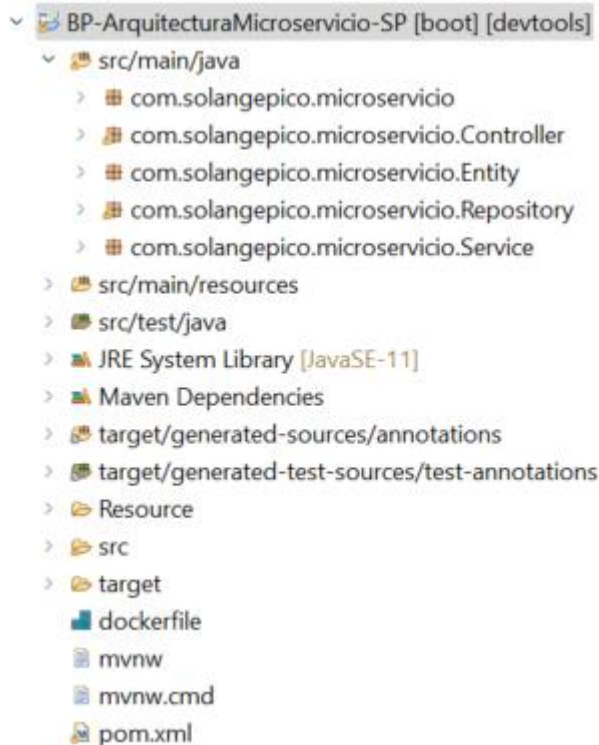 BP-ArquitecturaMicroservicio-SP [boot] [devtools]
src/main/java
com.solangepico.microservicio
com.solangepico.microservicio.Controller
com.solangepico.microservicio.Entity
com.solangepico.microservicio.Repository
com.solangepico.microservicio.Service
src/main/resources
src/test/java
JRE System Library [JavaSE-11]
Maven Dependencies
target/generated-sources/annotations
target/generated-test-sources/test-annotations
Resource
src
target
dockerfile
mvnw
mvnw.cmd
pom.xml